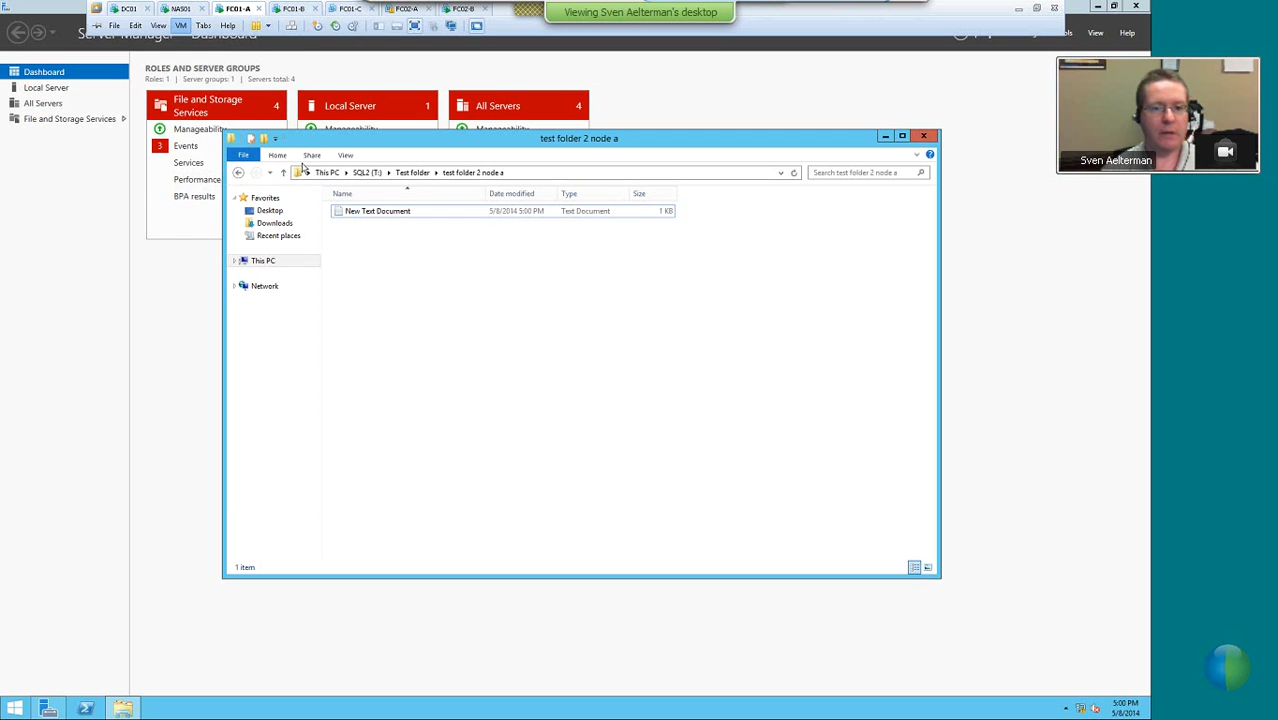 Viewing Sven Aelterman's desktop
DC01 NAS01 FC01-A FC01-B FC01-C FC02-A FC02-B
File Edit View VM Tabs Help
Dashboard
View Help
Dashboard
Local Server
All Servers
File and Storage Services
ROLES AND SERVER GROUPS
Roles: 1 | Server groups: 1 | Servers total: 4
File and Storage Services 4
Manageability
3 Events
Services
Performance
BPA results
Local Server 1
Manageability
All Servers 4
Manageability
test folder 2 node a
File Home Share View
This PC SQL2 (T:) Test folder test folder 2 node a
Search test folder 2 node a
Name Date modified Type Size
New Text Document 5/8/2014 5:00 PM Text Document 1 KB
Favorites
Desktop
Downloads
Recent places
This PC
Network
1 item
Sven Aelterman
5:00 PM
5/8/2014